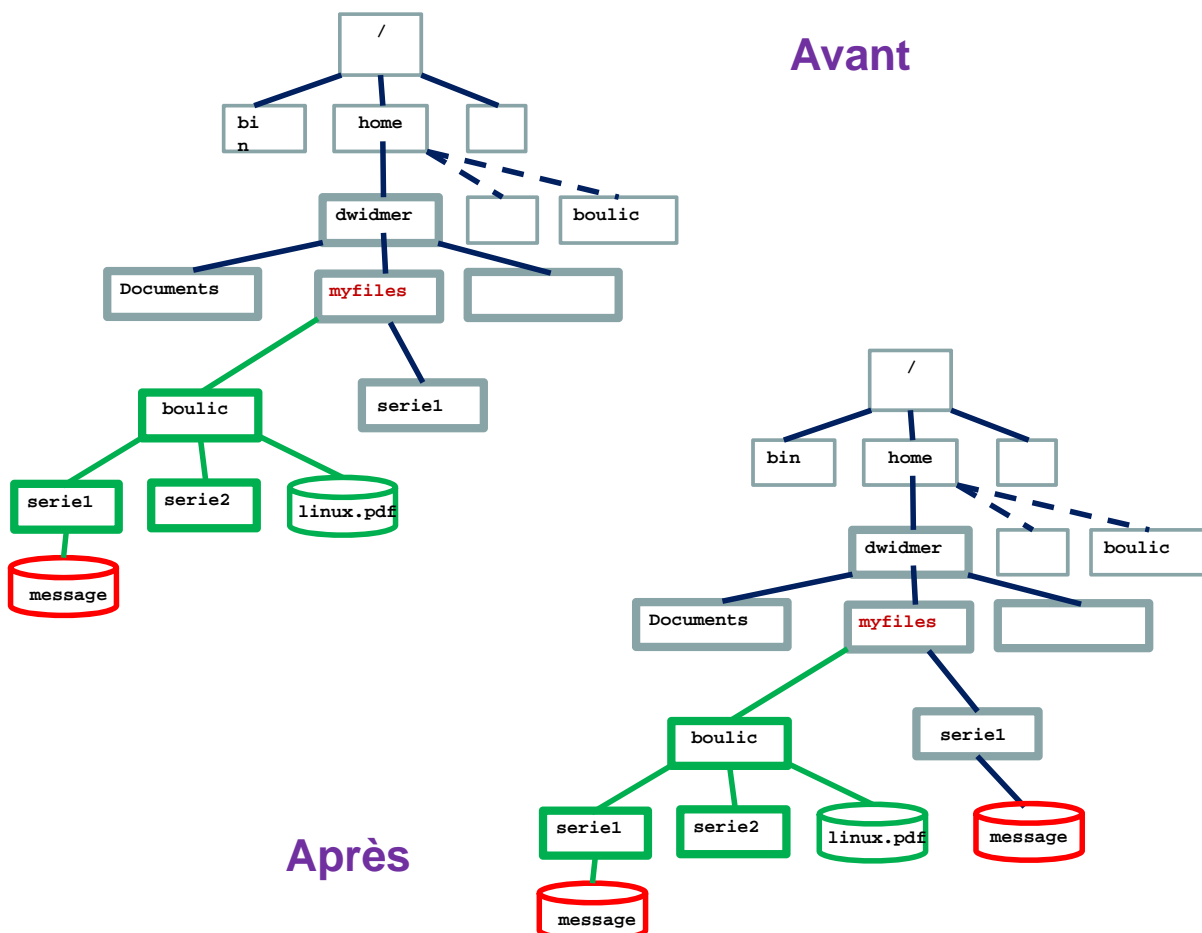 Avant
/
bi
n
home
dwidmer
boulic
Documents
myfiles
boulic
serie1
serie1
serie2
linux.pdf
message
/
bin
home
dwidmer
boulic
Documents
myfiles
boulic
serie1
serie1
serie2
linux.pdf
message
Après
message